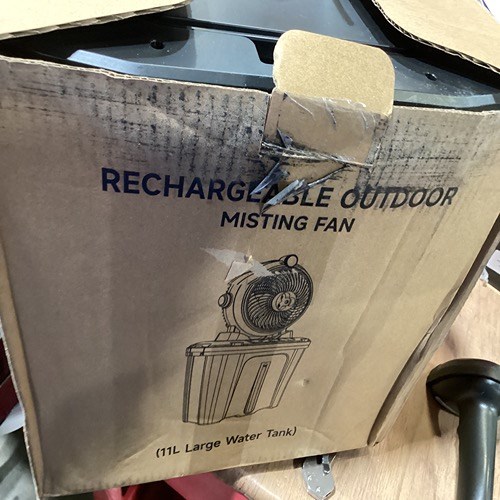 RECHARGEABLE OUTDOOR
MISTING FAN
(11L Large Water Tank)